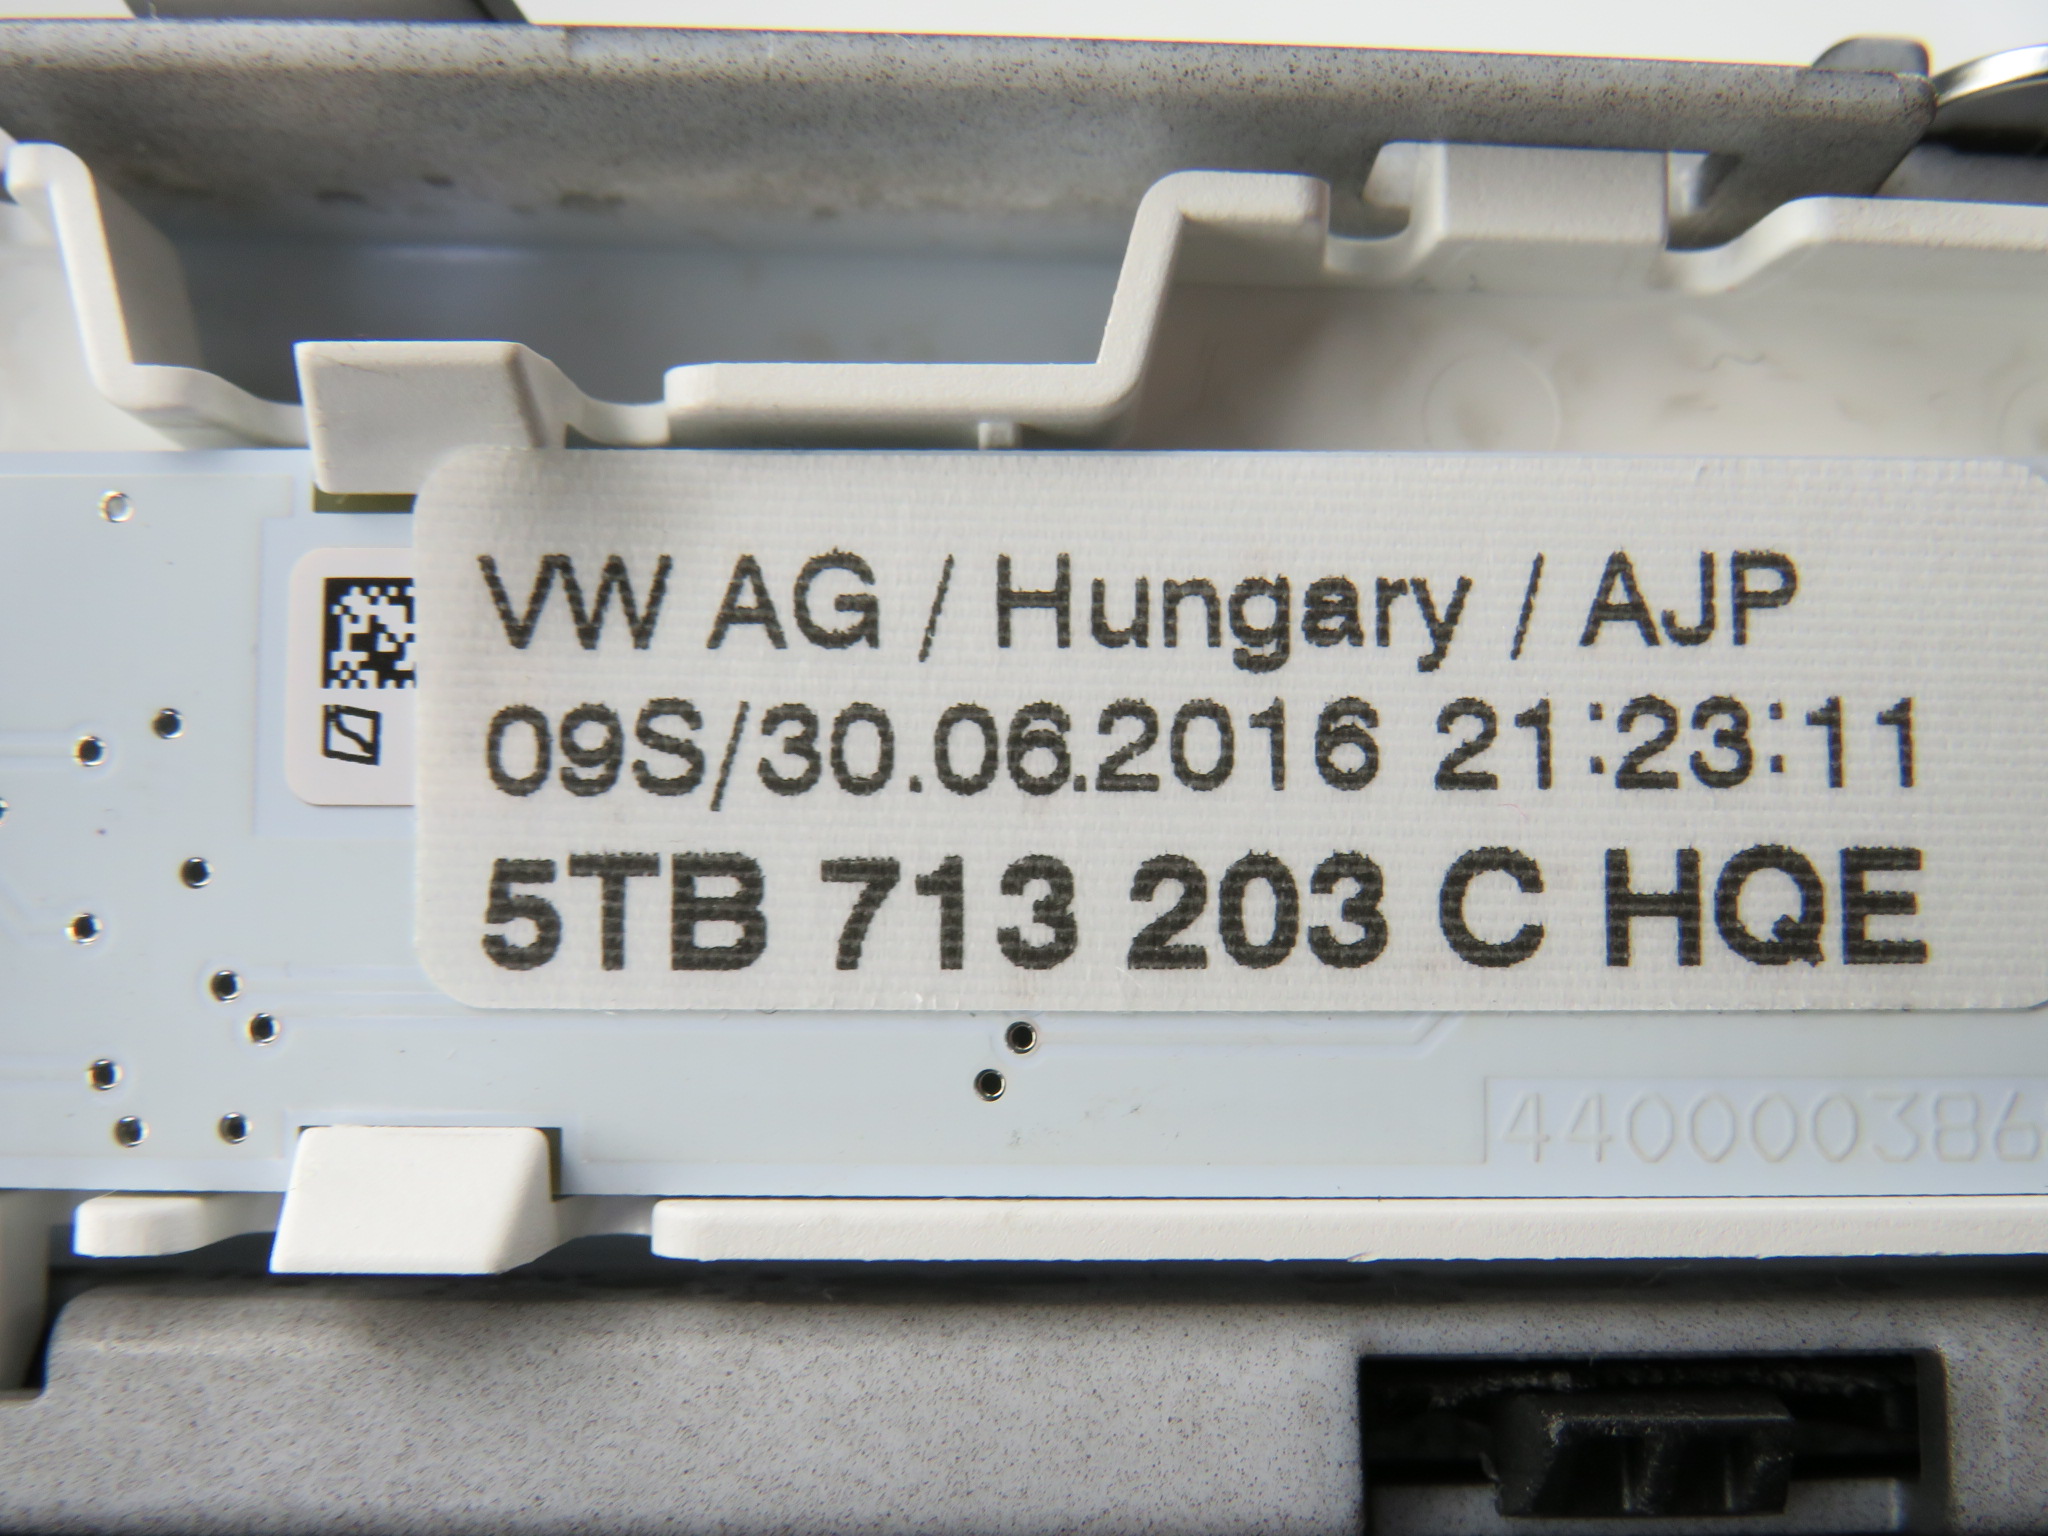 VW AG / Hungary / AJP
09S/30.06.2016 21:23:11
5TB 713 203 C HQE
440000386